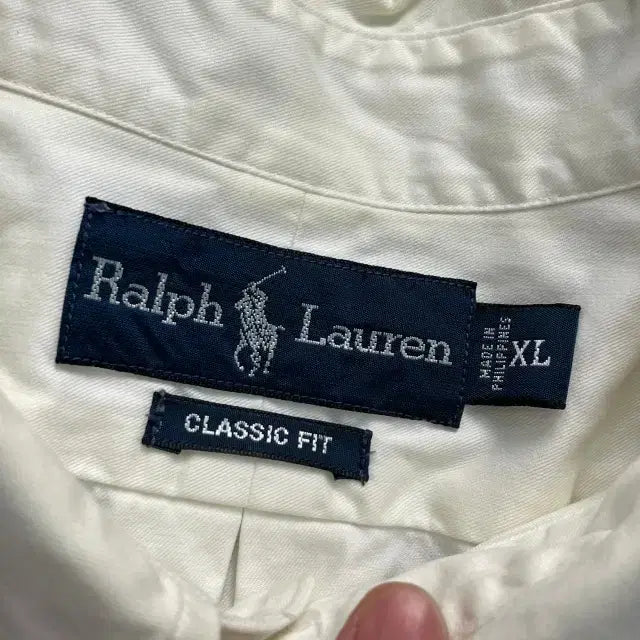 Ralph Lauren
MADE IN
PHILIPPINES
XL
CLASSIC FIT